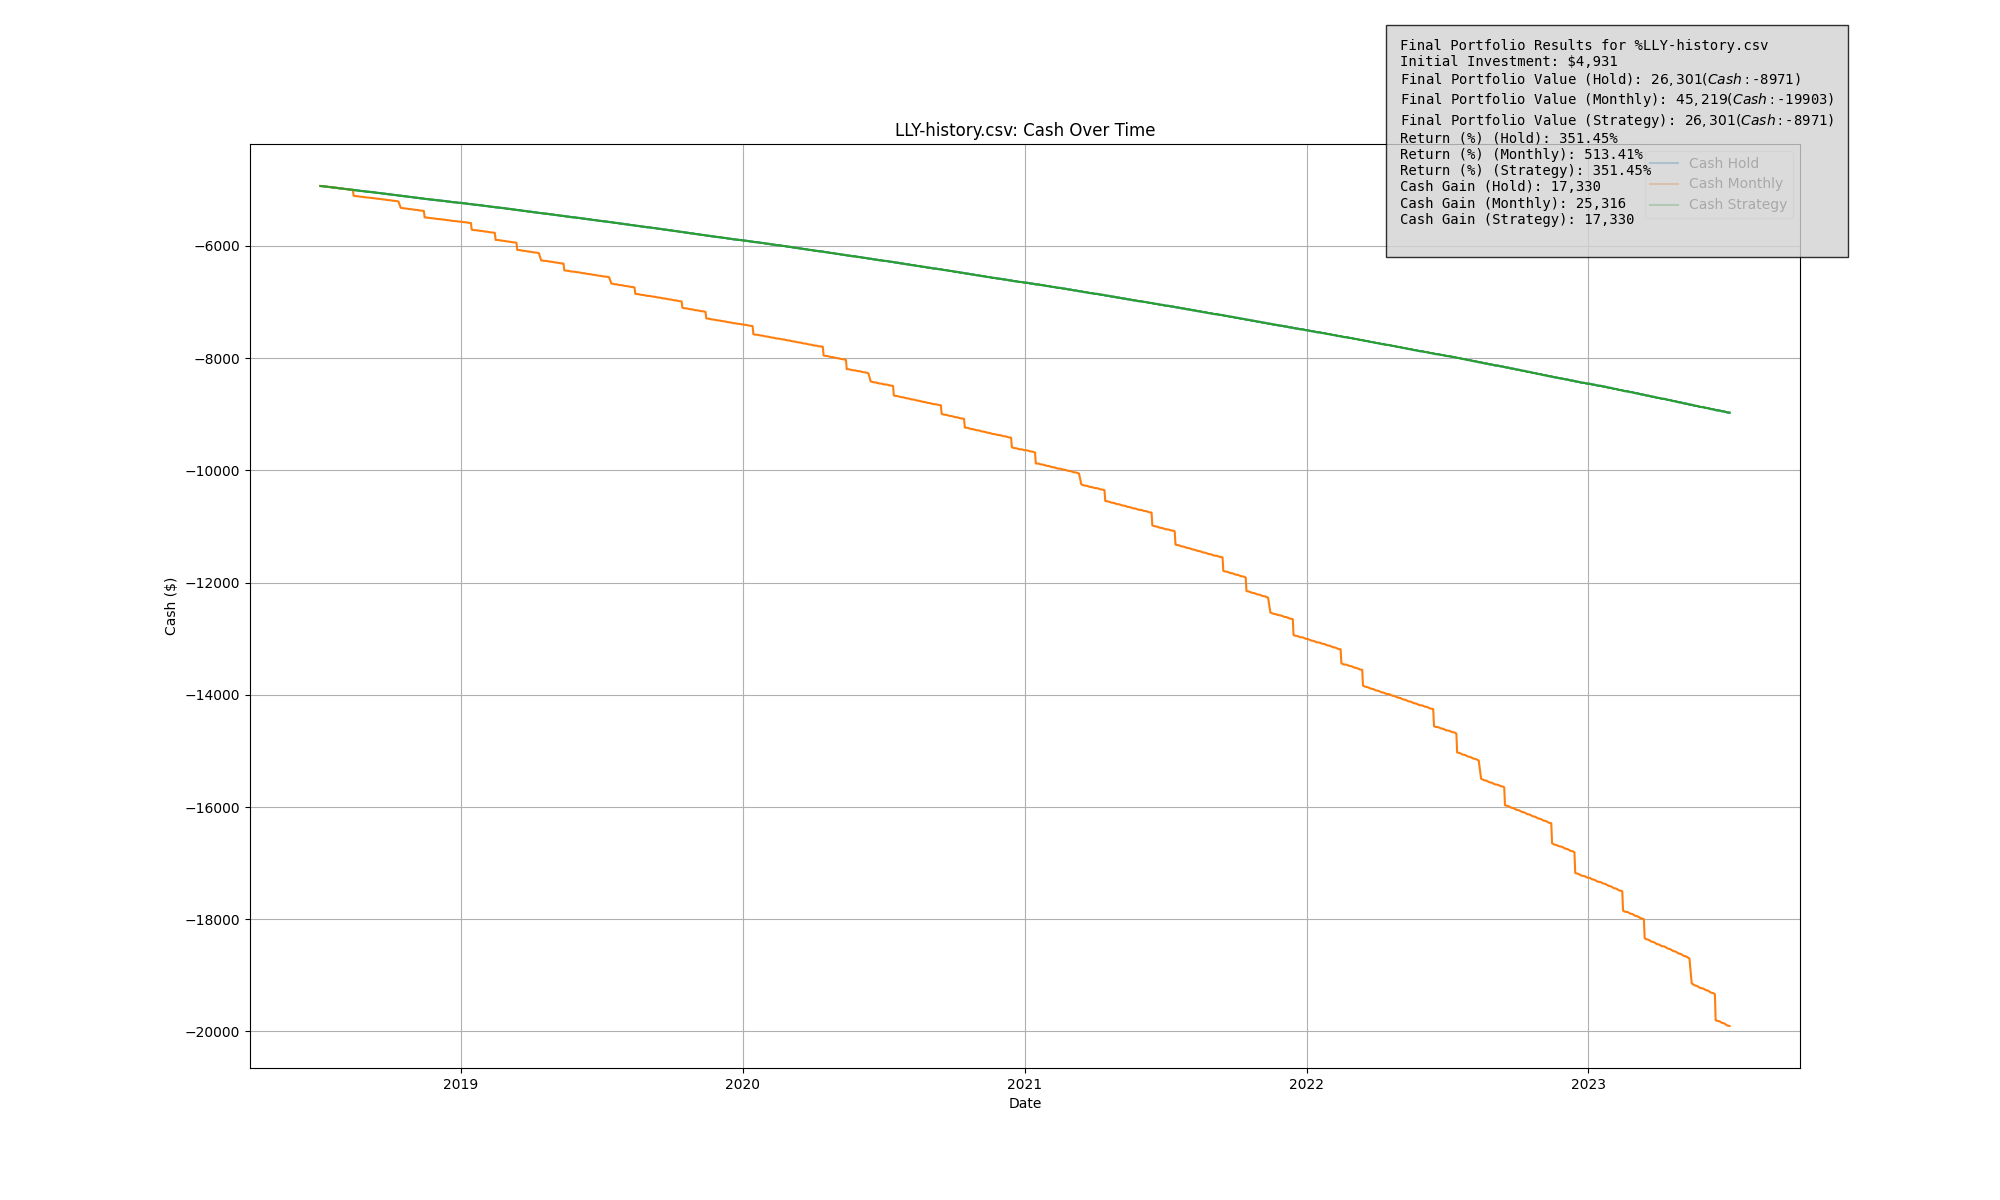 Final Portfolio Results for %LLY-history.csv
Initial Investment: $4,931
Final Portfolio Value (Hold): 26,301(Cash:-8971)
Final Portfolio Value (Monthly): 45,219(Cash:-19903)
Final Portfolio Value (Strategy): 26,301(Cash:-8971)
Return (%) (Hold): 351.45%
Return (%) (Monthly): 513.41%
Return (%) (Strategy): 351.45%
Cash Gain (Hold): 17,330
Cash Gain (Monthly): 25,316
Cash Gain (Strategy): 17,330
LLY-history.csv: Cash Over Time
Cash Hold
Cash Monthly
Cash Strategy
Cash ($)
−6000
−8000
−10000
−12000
−14000
−16000
−18000
−20000
2019
2020
2021
2022
2023
Date